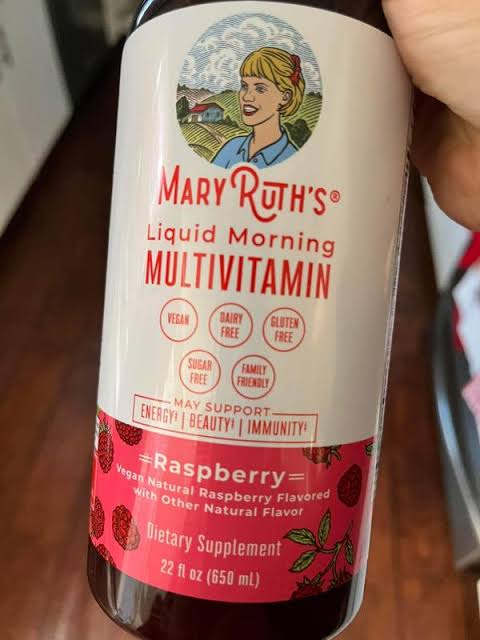 MARY RUTH'S®
Liquid Morning
MULTIVITAMIN
VEGAN
DAIRY
FREE
GLUTEN
FREE
SUGAR
FREE
FAMILY
FRIENDLY
MAY SUPPORT
ENERGY‡ | BEAUTY‡ | IMMUNITY‡
Raspberry
Vegan Natural Raspberry Flavored
with Other Natural Flavor
Dietary Supplement
22 fl oz (650 mL)